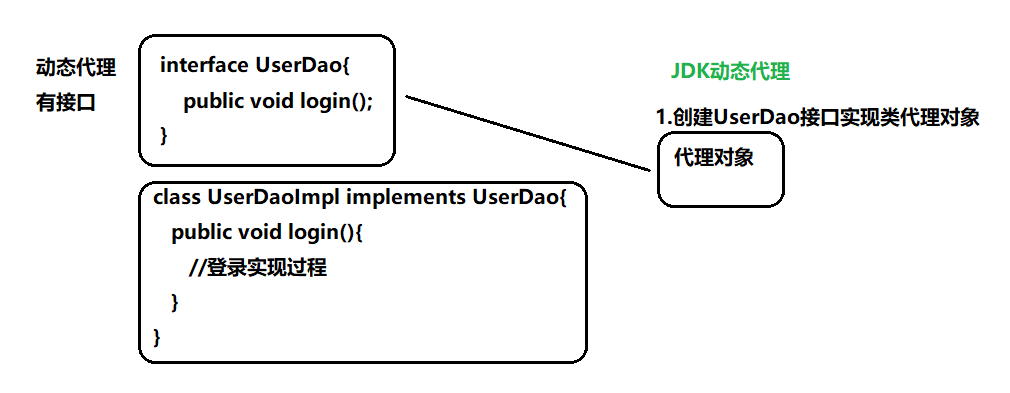 动态代理
有接口
interface UserDao{
public void login();
}
class UserDaoImpl implements UserDao{
public void login(){
//登录实现过程
}
}
JDK动态代理
1.创建UserDao接口实现类代理对象
代理对象